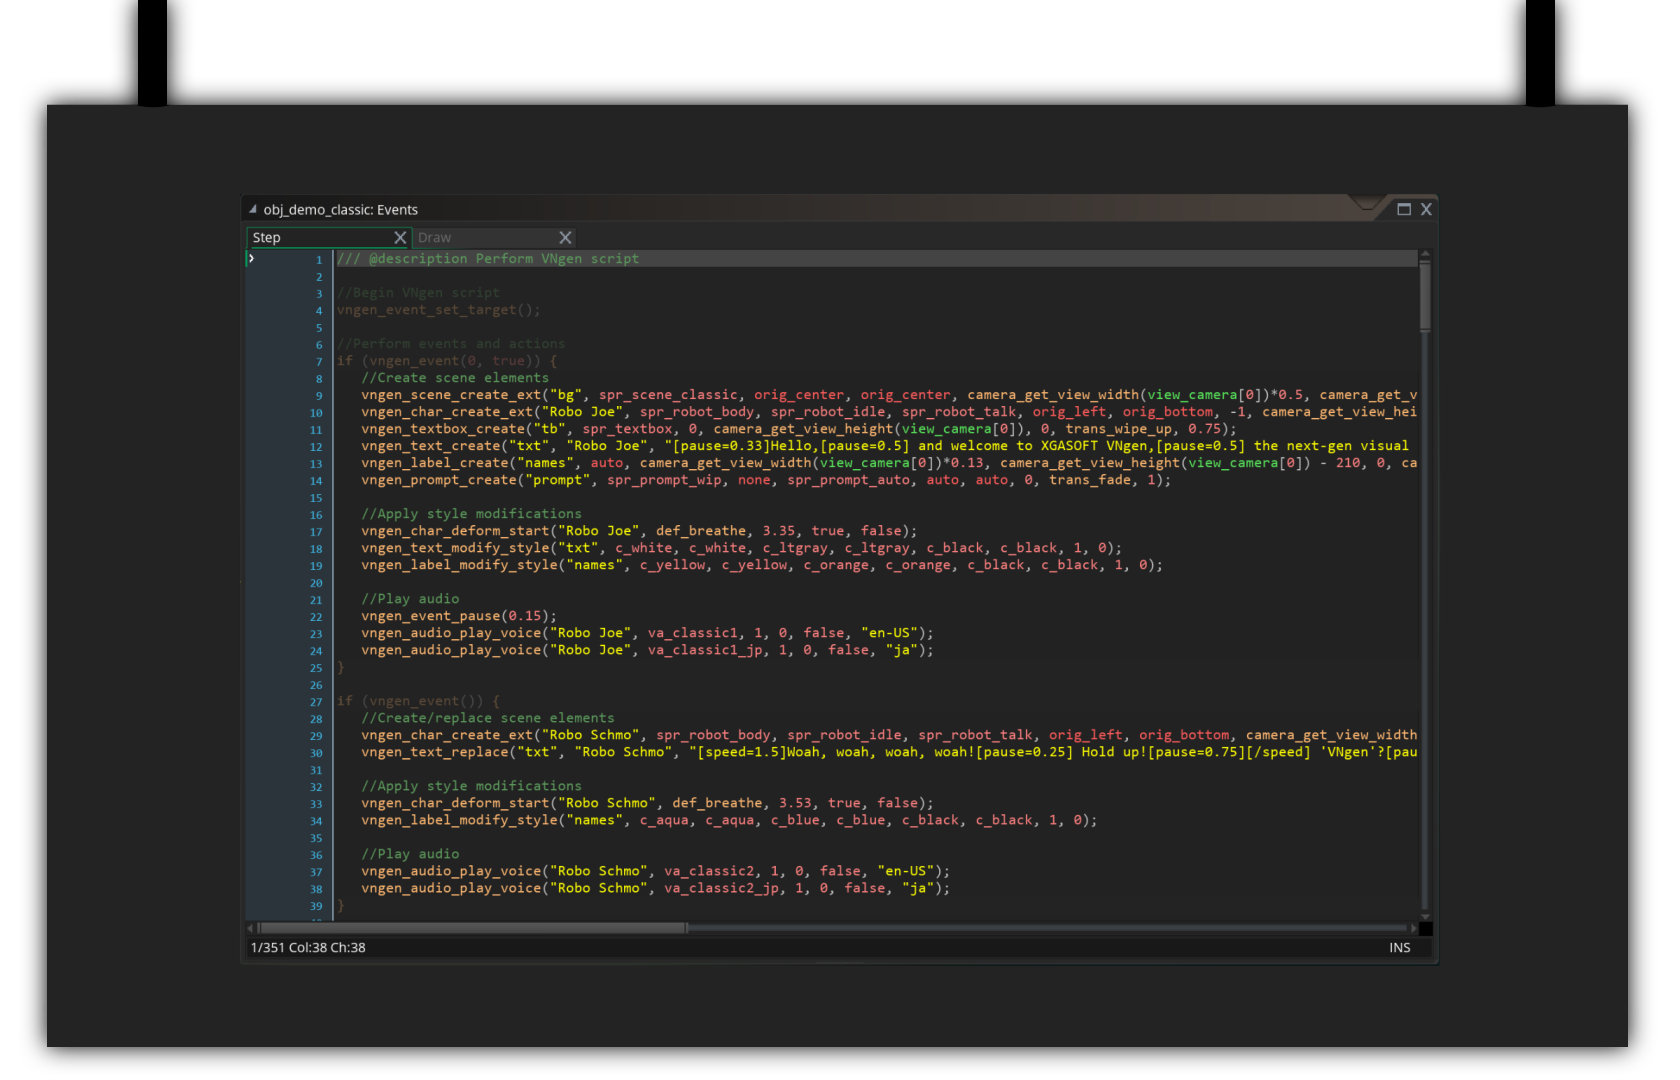 obj_demo_classic: Events
Step Draw
1 /// @description Perform VNgen script
2
3 //Begin VNgen script
4 vngen_event_set_target();
5
6 //Perform events and actions
7 if (vngen_event(0, true)) {
8 //Create scene elements
9 vngen_scene_create_ext("bg", spr_scene_classic, orig_center, orig_center, camera_get_view_width(view_camera[0])*0.5, camera_get_v
10 vngen_char_create_ext("Robo Joe", spr_robot_body, spr_robot_idle, spr_robot_talk, orig_left, orig_bottom, -1, camera_get_view_hei
11 vngen_textbox_create("tb", spr_textbox, 0, camera_get_view_height(view_camera[0]), 0, trans_wipe_up, 0.75);
12 vngen_text_create("txt", "Robo Joe", "[pause=0.33]Hello,[pause=0.5] and welcome to XGASOFT VNgen,[pause=0.5] the next-gen visual
13 vngen_label_create("names", auto, camera_get_view_width(view_camera[0])*0.13, camera_get_view_height(view_camera[0]) - 210, 0, ca
14 vngen_prompt_create("prompt", spr_prompt_wip, none, spr_prompt_auto, auto, auto, 0, trans_fade, 1);
15
16 //Apply style modifications
17 vngen_char_deform_start("Robo Joe", def_breathe, 3.35, true, false);
18 vngen_text_modify_style("txt", c_white, c_white, c_ltgray, c_ltgray, c_black, c_black, 1, 0);
19 vngen_label_modify_style("names", c_yellow, c_yellow, c_orange, c_orange, c_black, c_black, 1, 0);
20
21 //Play audio
22 vngen_event_pause(0.15);
23 vngen_audio_play_voice("Robo Joe", va_classic1, 1, 0, false, "en-US");
24 vngen_audio_play_voice("Robo Joe", va_classic1_jp, 1, 0, false, "ja");
25 }
26
27 if (vngen_event()) {
28 //Create/replace scene elements
29 vngen_char_create_ext("Robo Schmo", spr_robot_body, spr_robot_idle, spr_robot_talk, orig_left, orig_bottom, camera_get_view_width
30 vngen_text_replace("txt", "Robo Schmo", "[speed=1.5]Woah, woah, woah, woah![pause=0.25] Hold up![pause=0.75][/speed] 'VNgen'?[pau
31
32 //Apply style modifications
33 vngen_char_deform_start("Robo Schmo", def_breathe, 3.53, true, false);
34 vngen_label_modify_style("names", c_aqua, c_aqua, c_blue, c_blue, c_black, c_black, 1, 0);
35
36 //Play audio
37 vngen_audio_play_voice("Robo Schmo", va_classic2, 1, 0, false, "en-US");
38 vngen_audio_play_voice("Robo Schmo", va_classic2_jp, 1, 0, false, "ja");
39 }
1/351 Col:38 Ch:38 INS